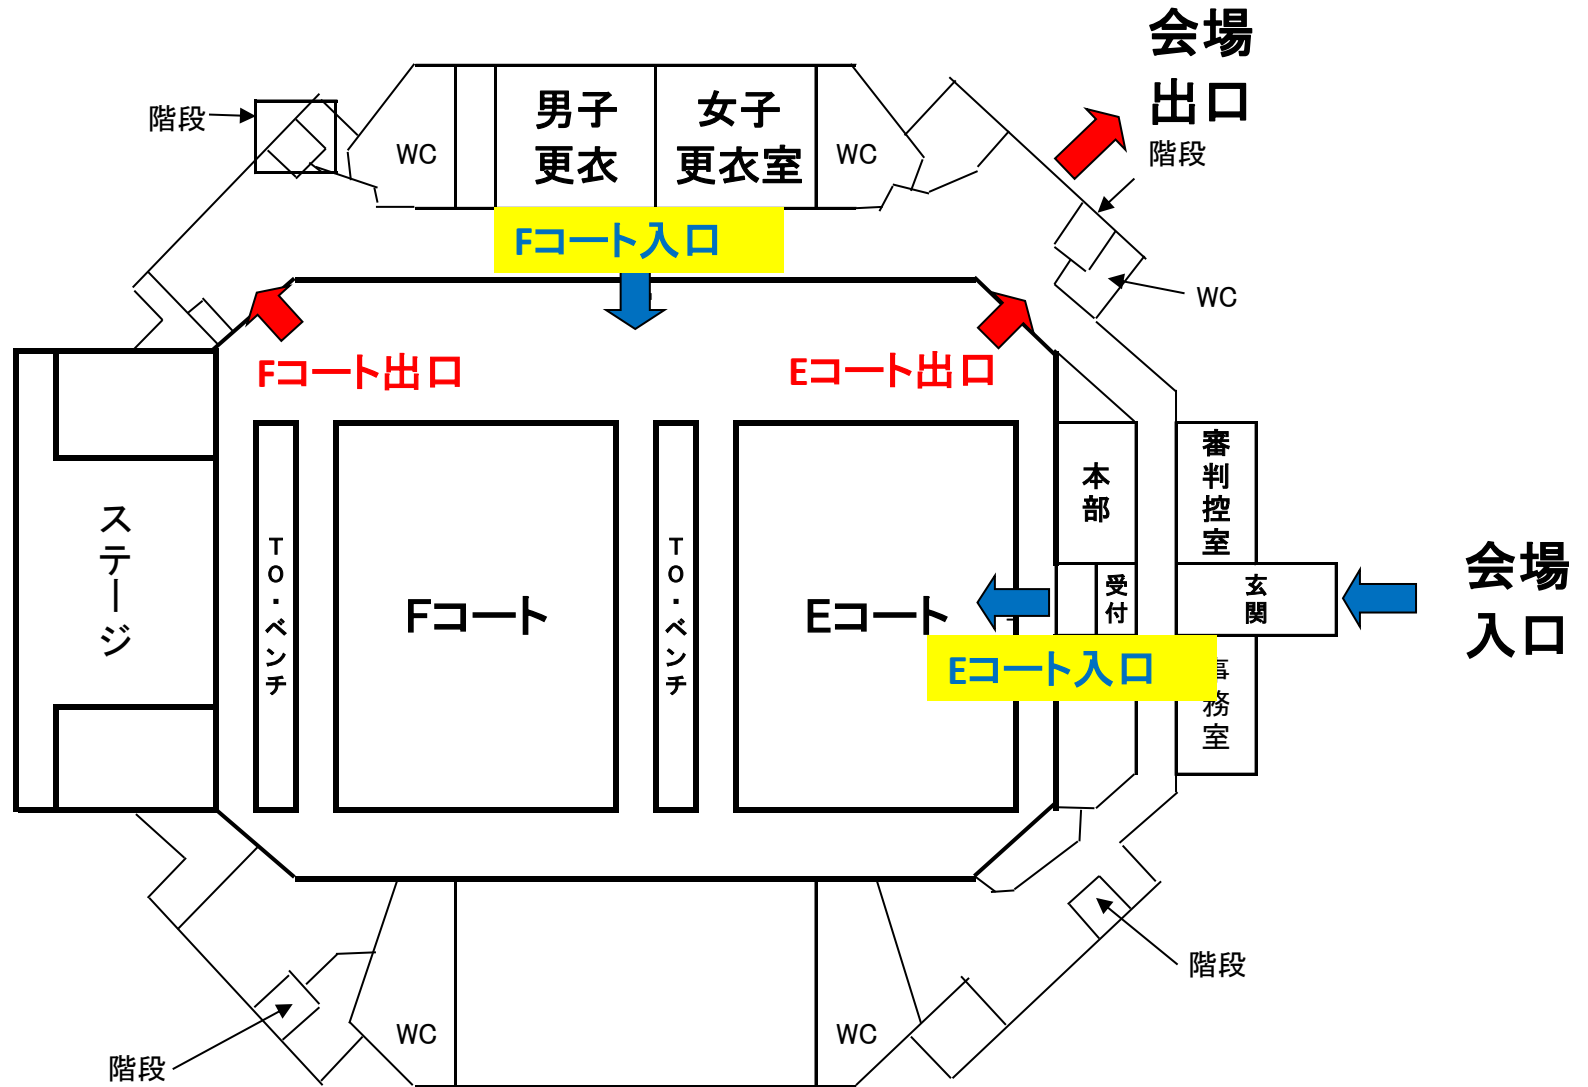 会場
出口
階段
階段
WC
男子
更衣
女子
更衣室
WC
Fコート入口
WC
Fコート出口
Eコート出口
ステージ
TO・ベンチ
Fコート
TO・ベンチ
Eコート
本部
受付
審判控室
玄関
会場
入口
Eコート入口
事務室
階段
WC
WC
階段